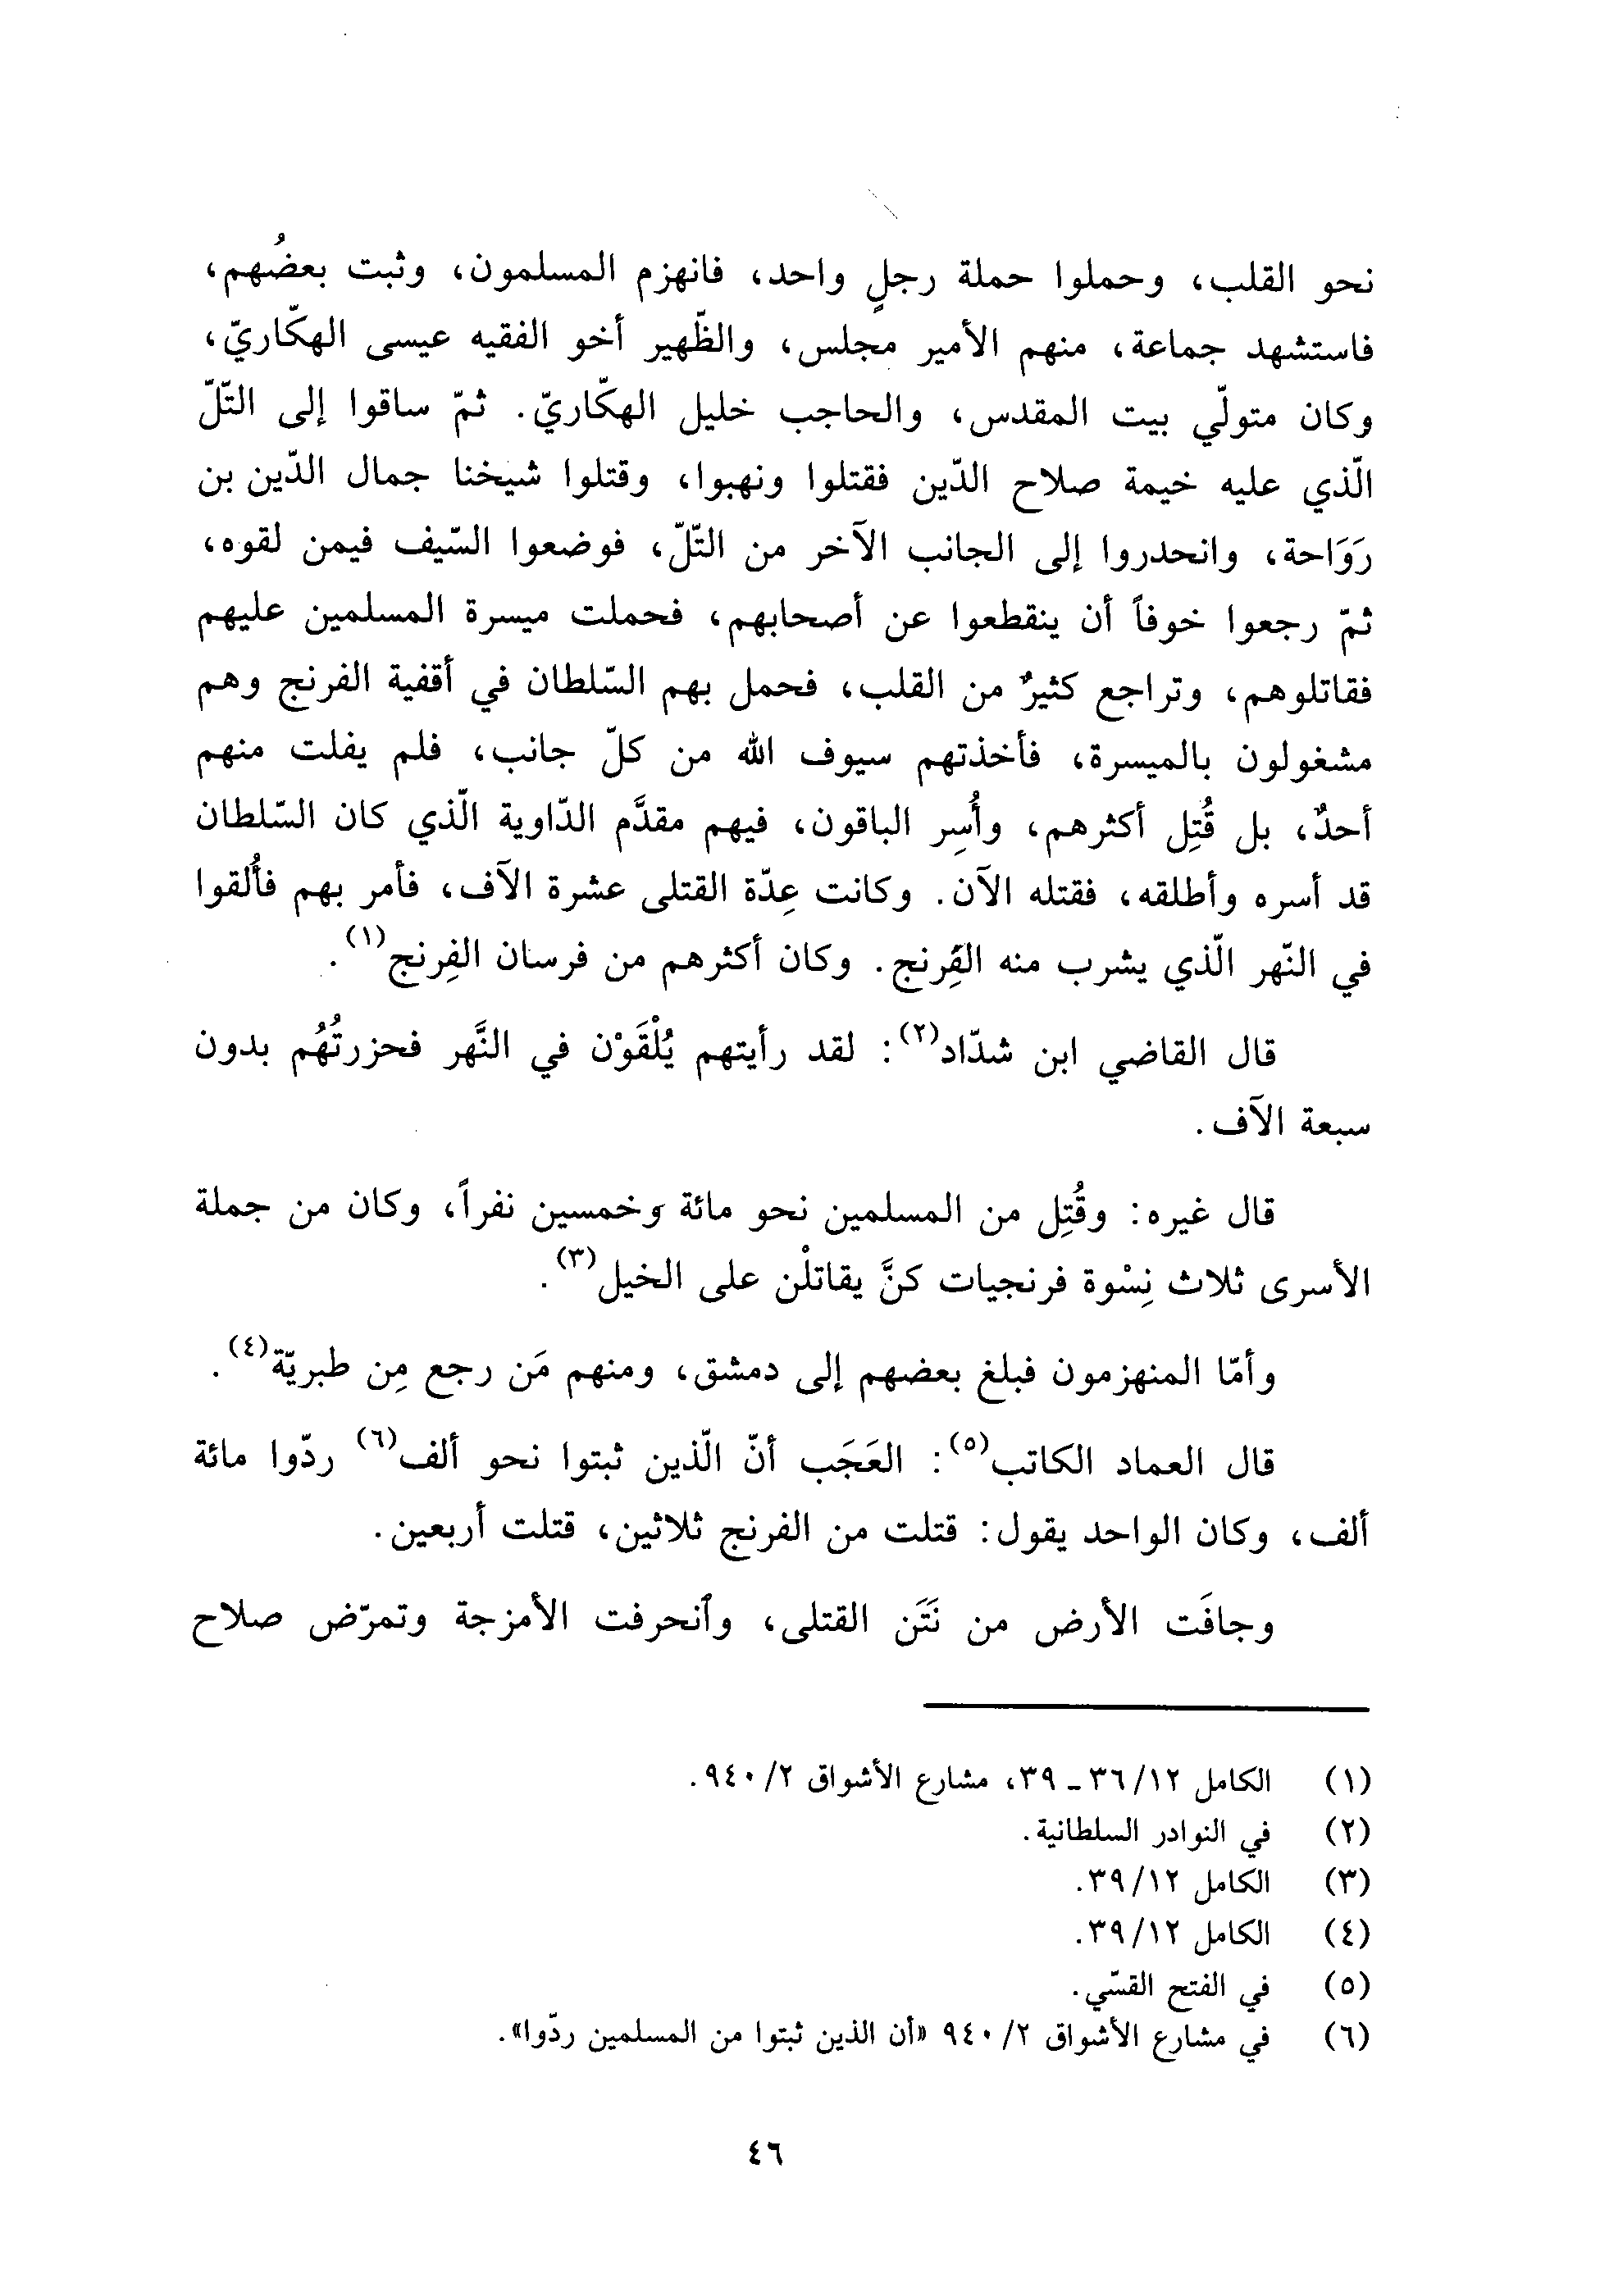 نحو القلب، وحملوا حملة رجلٍ واحد، فانهزم المسلمون، وثبت بعضُهم،
فاستشهد جماعة، منهم الأمير مجلس، والظّهير أخو الفقيه عيسى الهكّاريّ،
وكان متولّي بيت المقدس، والحاجب خليل الهكّاريّ. ثمّ ساقوا إلى التّلّ
الّذي عليه خيمة صلاح الدّين فقتلوا ونهبوا، وقتلوا شيخنا جمال الدّين بن
رَوَاحة، وانحدروا إلى الجانب الآخر من التّلّ، فوضعوا السّيف فيمن لقوه،
ثمّ رجعوا خوفاً أن ينقطعوا عن أصحابهم، فحملت ميسرة المسلمين عليهم
فقاتلوهم، وتراجع كثيرٌ من القلب، فحمل بهم السّلطان في أقفية الفرنج وهم
مشغولون بالميسرة، فأخذتهم سيوف الله من كلّ جانب، فلم يفلت منهم
أحدٌ، بل قُتِل أكثرهم، وأُسِر الباقون، فيهم مقدَّم الدّاوية الّذي كان السّلطان
قد أسره وأطلقه، فقتله الآن. وكانت عِدّة القتلى عشرة الآف، فأمر بهم فأُلقوا
في النّهر الّذي يشرب منه الفِرنج. وكان أكثرهم من فرسان الفِرنج(١).
قال القاضي ابن شدّاد(٢): لقد رأيتهم يُلْقَوْن في النَّهر فحزرتُهُم بدون
سبعة الآف.
قال غيره: وقُتِل من المسلمين نحو مائة وخمسين نفراً، وكان من جملة
الأسرى ثلاث نِسْوة فرنجيات كنَّ يقاتلْن على الخيل(٣).
وأمّا المنهزمون فبلغ بعضهم إلى دمشق، ومنهم مَن رجع مِن طبريّة(٤).
قال العماد الكاتب(٥): العَجَب أنّ الّذين ثبتوا نحو ألف(٦) ردّوا مائة
ألف، وكان الواحد يقول: قتلت من الفرنج ثلاثين، قتلت أربعين.
وجافَت الأرض من نَتَن القتلى، وٱنحرفت الأمزجة وتمرّض صلاح
(١) الكامل ١٢/ ٣٦ ـ ٣٩، مشارع الأشواق ٢/ ٩٤٠.
(٢) في النوادر السلطانية.
(٣) الكامل ١٢/ ٣٩.
(٤) الكامل ١٢/ ٣٩.
(٥) في الفتح القسّي.
(٦) في مشارع الأشواق ٢/ ٩٤٠ «أن الذين ثبتوا من المسلمين ردّوا».
٤٦